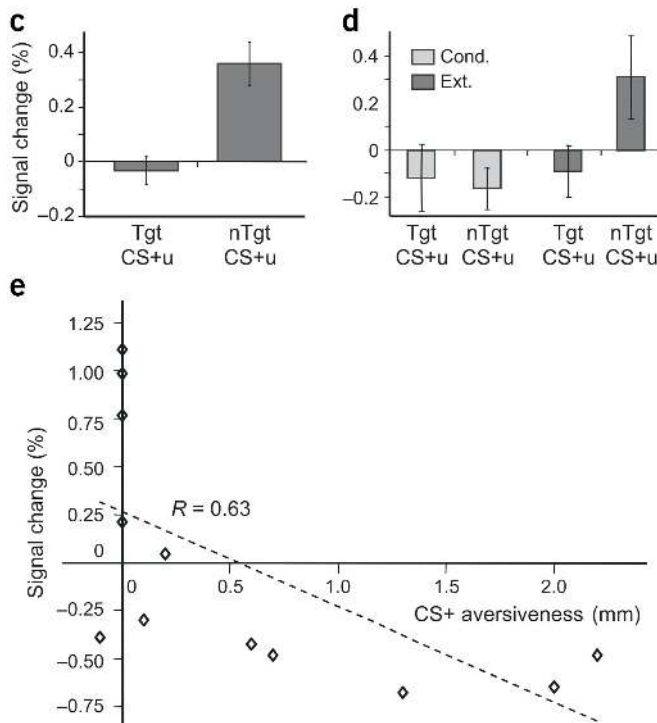 c
Signal change (%)
0.4
0.2
0
−0.2
Tgt
CS+u
nTgt
CS+u
d
0.4
0.2
0
−0.2
Cond.
Ext.
Tgt
CS+u
nTgt
CS+u
Tgt
CS+u
nTgt
CS+u
e
Signal change (%)
1.25
1.00
0.75
0.50
0.25
0
−0.25
−0.50
−0.75
R = 0.63
0 0.5 1.0 1.5 2.0
CS+ aversiveness (mm)